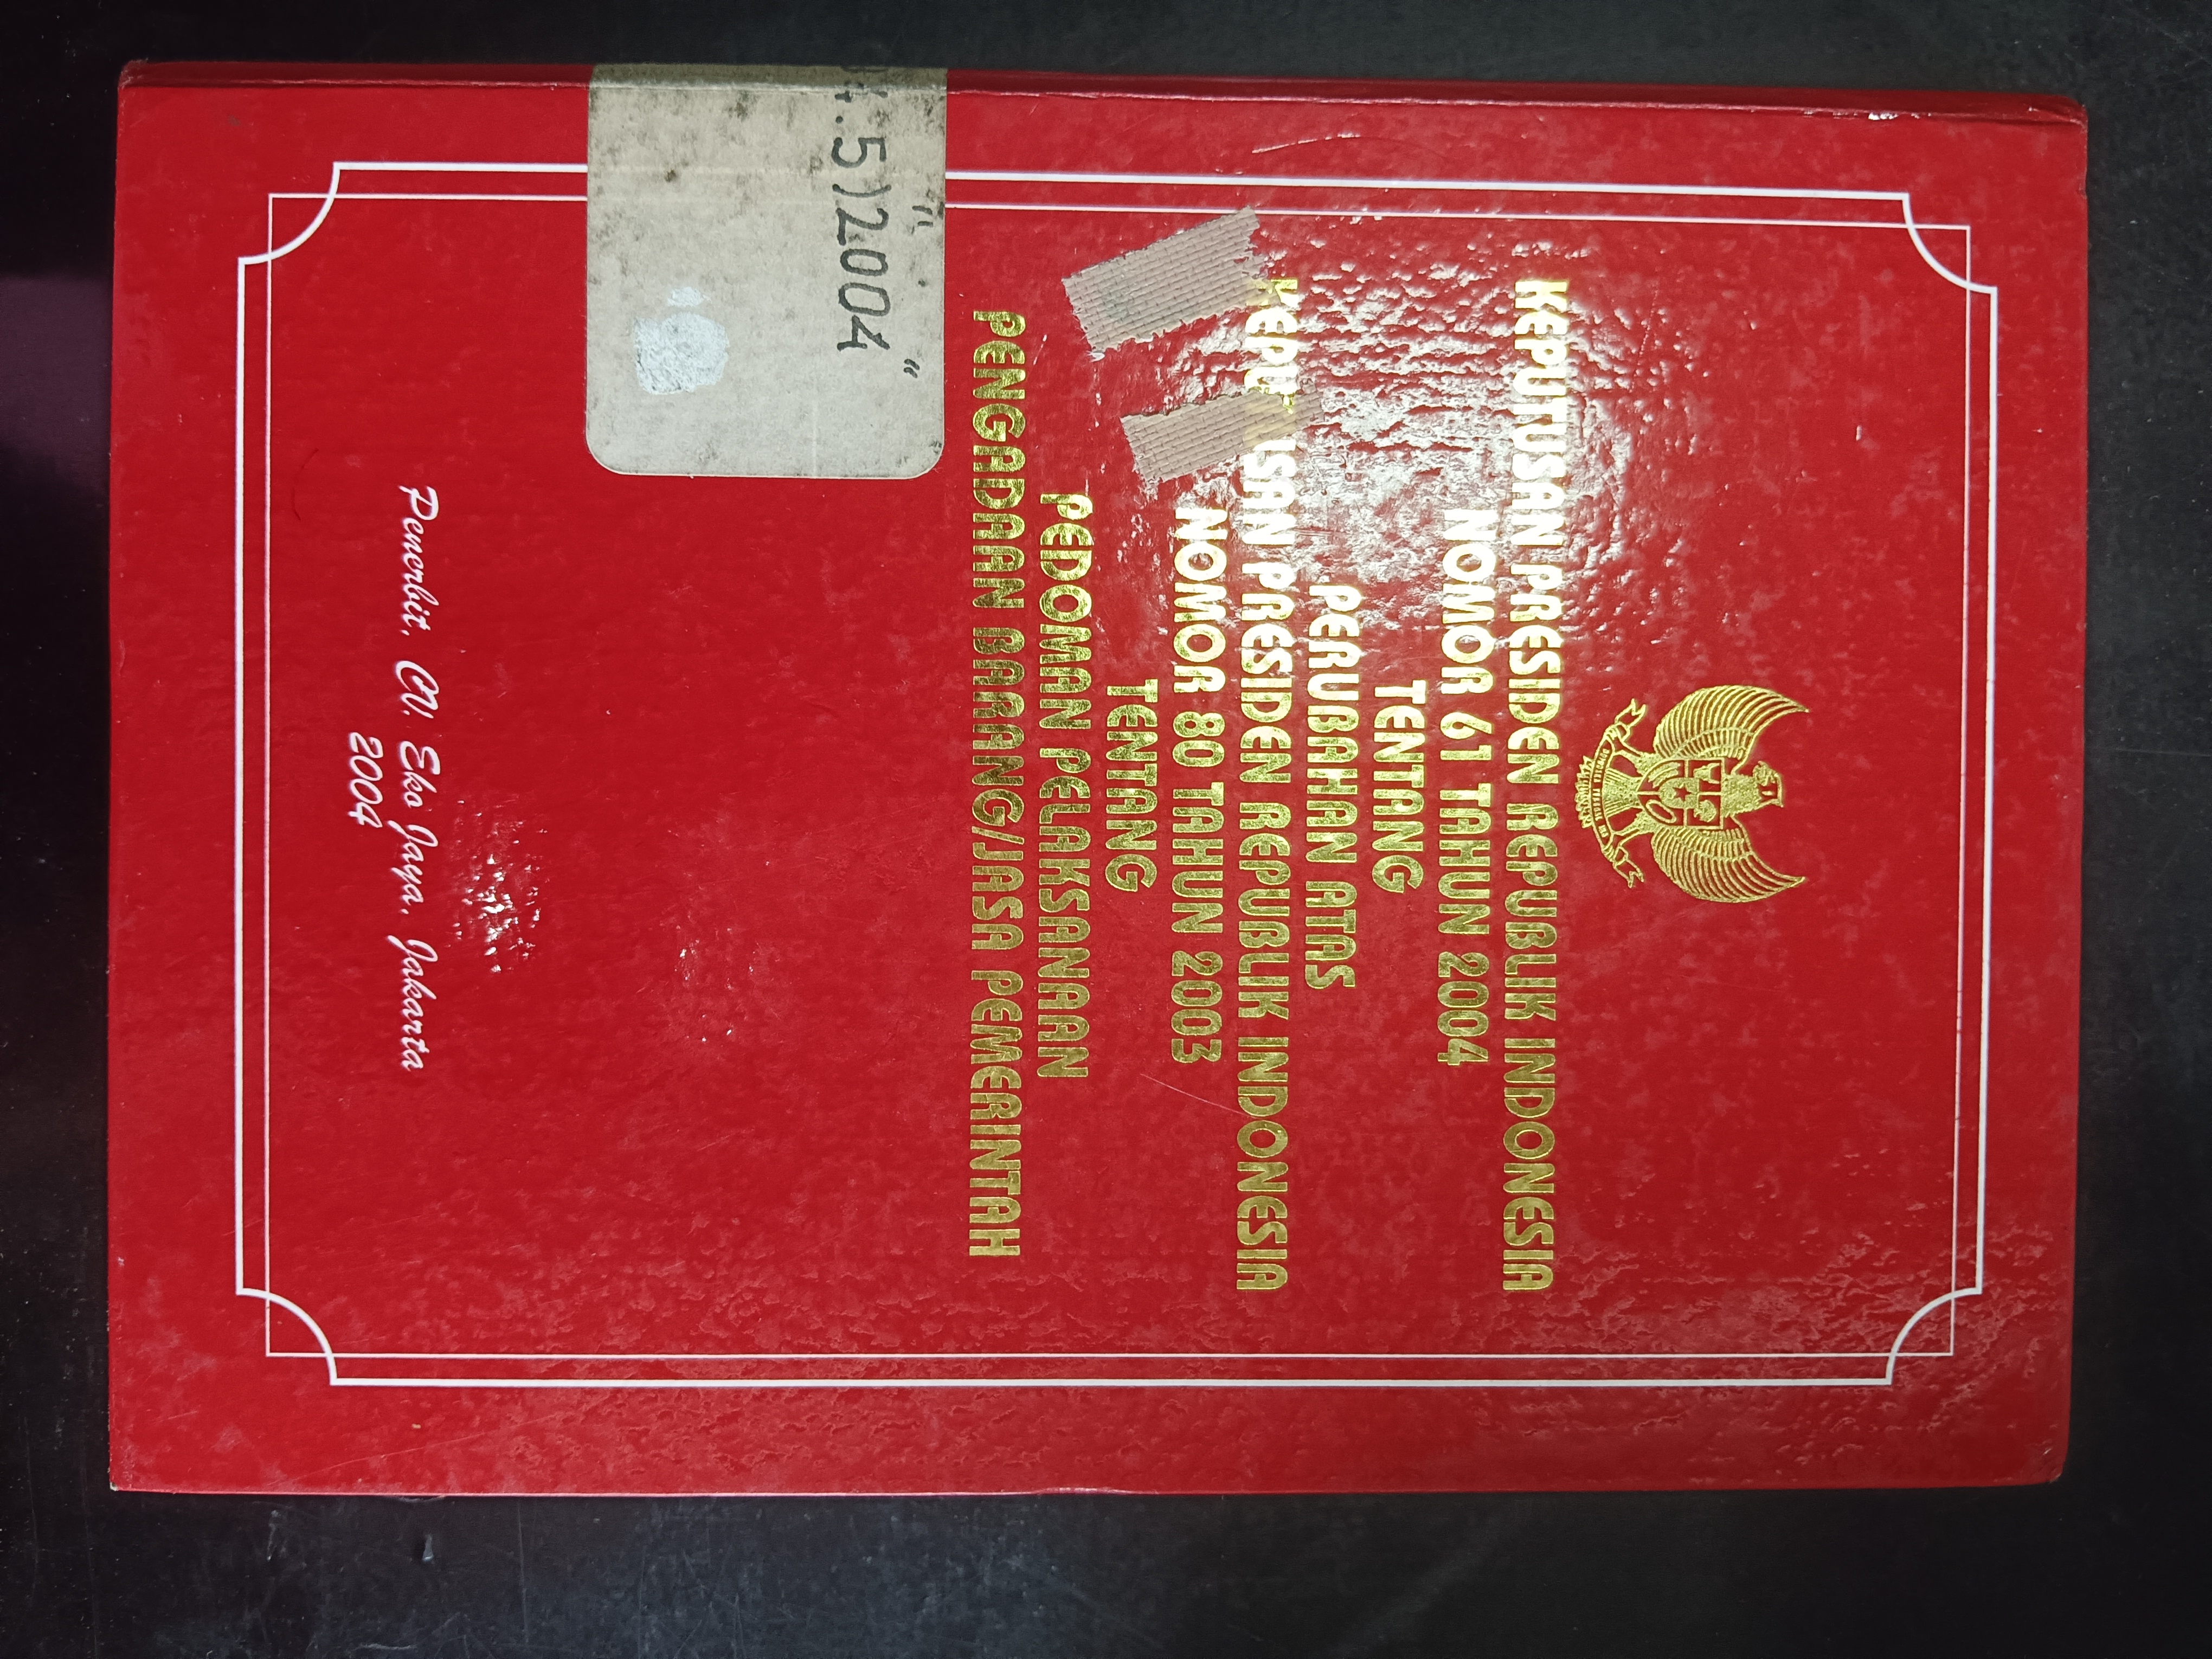 KEPUTUSAN PRESIDEN REPUBLIK INDONESIA
NOMOR 61 TAHUN 2004
TENTANG
PERUBAHAN ATAS
KEPUTUSAN PRESIDEN REPUBLIK INDONESIA
NOMOR 80 TAHUN 2003
TENTANG
PEDOMAN PELAKSANAAN
PENGADAAN BARANG/JASA PEMERINTAH
4.5)"2004"
Penerbit, CV. Eko Jaya, Jakarta
2004